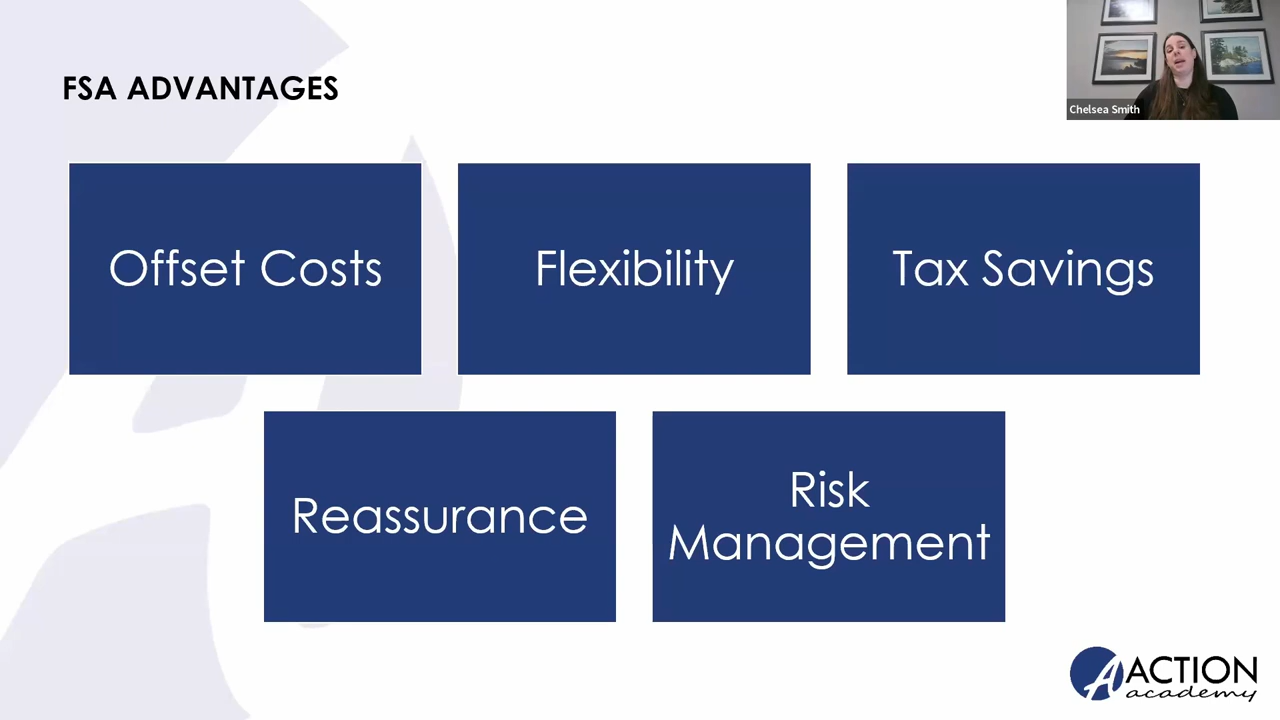 Chelsea Smith
FSA ADVANTAGES
Offset Costs
Flexibility
Tax Savings
Reassurance
Risk
Management
ACTION
academy